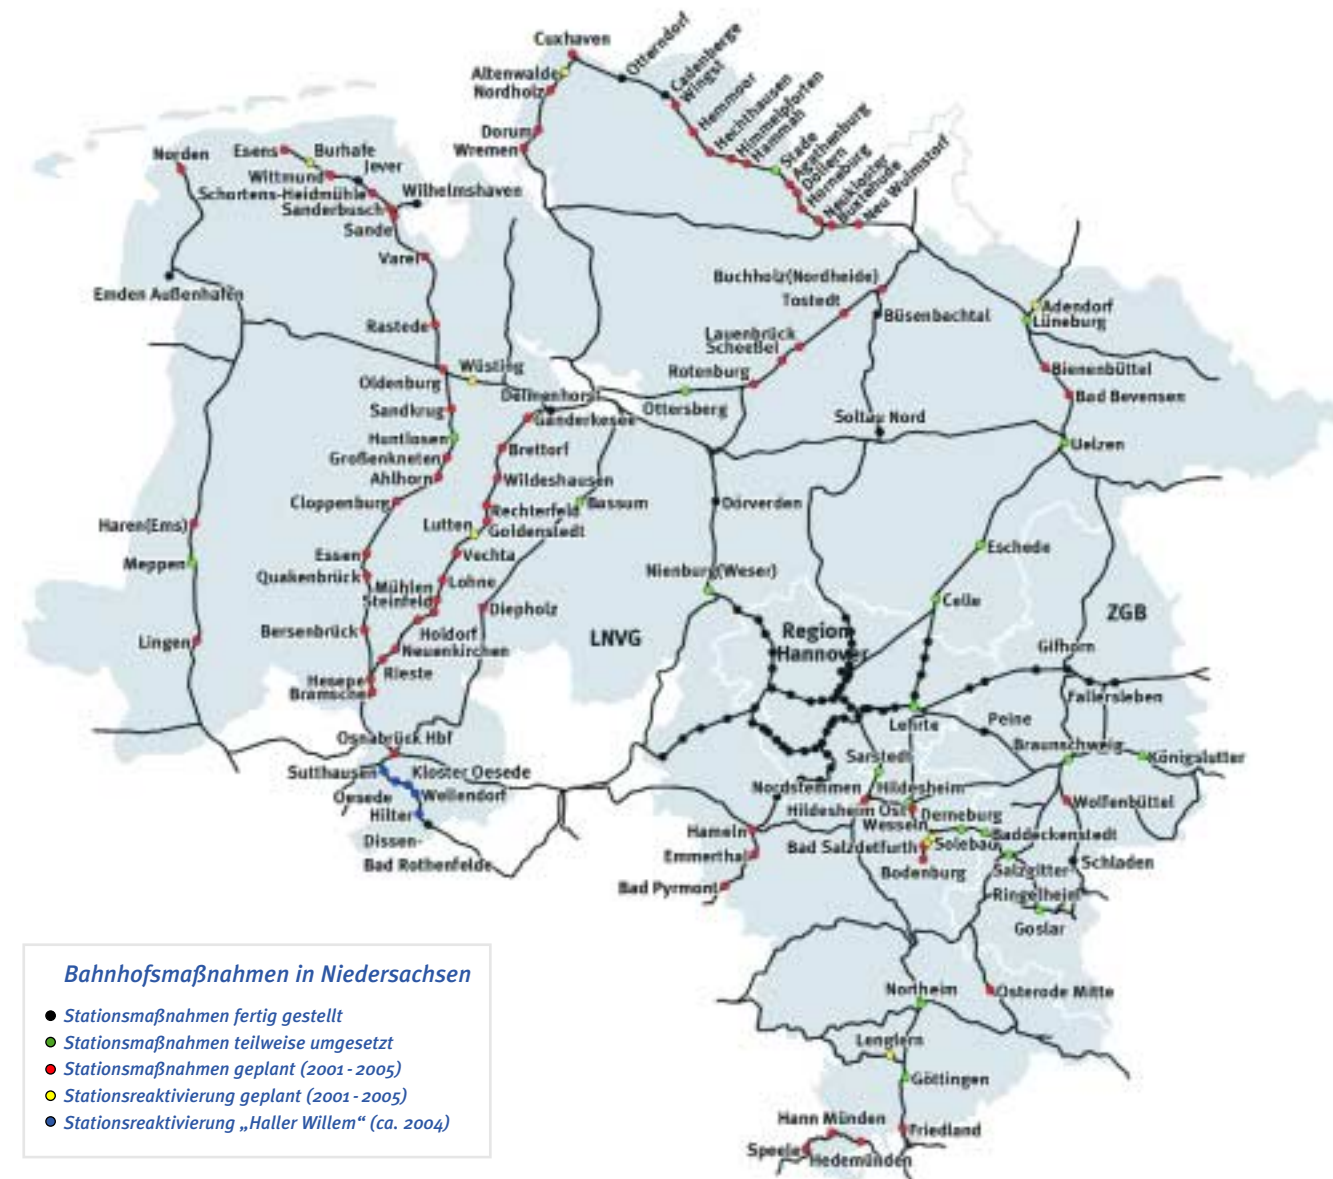 Cuxhaven
Otterndorf
Cadenberge
Wingst
Altenwalde
Nordholz
Hemmoor
Hechthausen
Himmelpforten
Hammah
Stade
Agathenburg
Dollern
Horneburg
Neukloster
Buxtehude
Neu Wulmstorf
Dorum
Wremen
Norden
Esens
Burhafe
Jever
Wittmund
Schortens-Heidmühle
Wilhelmshaven
Sanderbusch
Sande
Varel
Emden Außenhafen
Buchholz(Nordheide)
Tostedt
Büsenbachtal
Adendorf
Lüneburg
Rastede
Lauenbrück
Scheeßel
Rotenburg
Bienenbüttel
Wüsting
Oldenburg
Delmenhorst
Ottersberg
Bad Bevensen
Sandkrug
Ganderkesee
Soltau Nord
Huntlosen
Uelzen
Großenkneten
Brettorf
Ahlhorn
Wildeshausen
Cloppenburg
Bassum
Dörverden
Rechterfeld
Haren(Ems)
Lutten
Goldenstedt
Eschede
Essen
Vechta
Meppen
Nienburg(Weser)
Quakenbrück
Mühlen
Lohne
Steinfeld
Celle
Diepholz
ZGB
Bersenbrück
Holdorf
LNVG
Region
Hannover
Lingen
Neuenkirchen
Gifhorn
Rieste
Hesepe
Bramsche
Fallersleben
Lehrte
Peine
Osnabrück Hbf
Braunschweig
Sarstedt
Königslutter
Sutthausen
Kloster Oesede
Oesede
Wellendorf
Nordstemmen
Hildesheim
Hildesheim Ost
Wolfenbüttel
Hilter
Derneburg
Wesseln
Hameln
Baddeckenstedt
Dissen-
Bad Rothenfelde
Bad Salzdetfurth
Solebad
Emmerthal
Schladen
Bodenburg
Salzgitter-
Ringelheim
Bad Pyrmont
Goslar
Northeim
Osterode Mitte
Lenglern
Göttingen
Hann Münden
Friedland
Speele
Hedemünden
Bahnhofsmaßnahmen in Niedersachsen
Stationsmaßnahmen fertig gestellt
Stationsmaßnahmen teilweise umgesetzt
Stationsmaßnahmen geplant (2001 - 2005)
Stationsreaktivierung geplant (2001 - 2005)
Stationsreaktivierung „Haller Willem“ (ca. 2004)